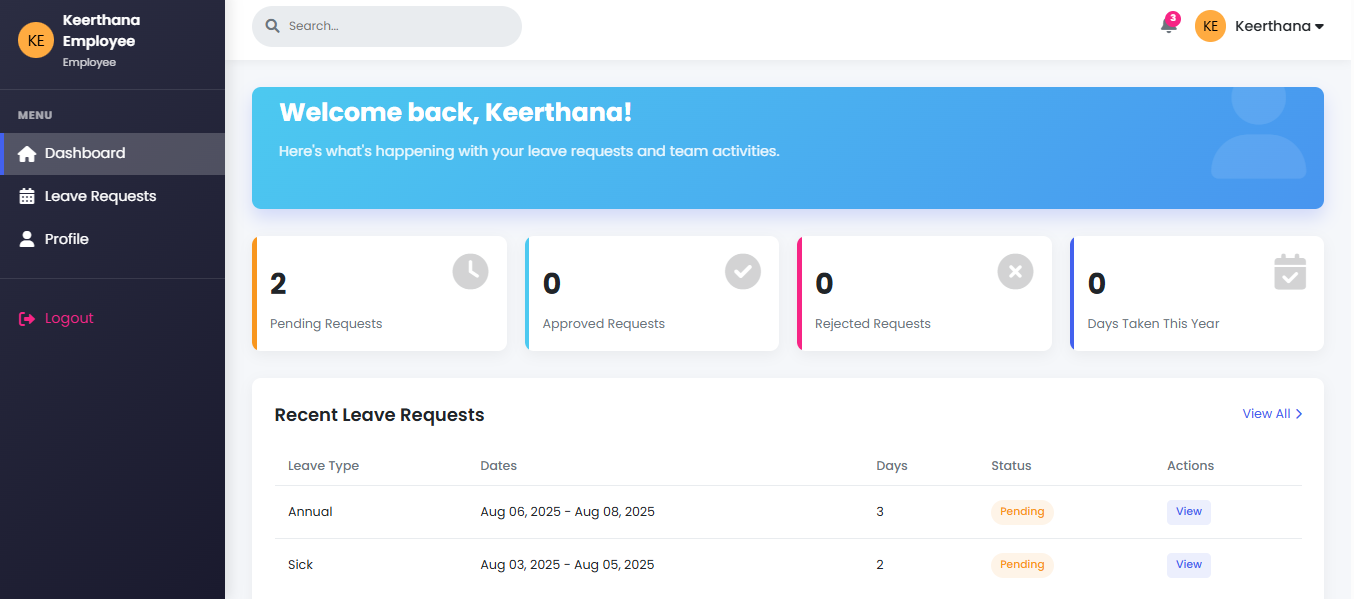 KE
Keerthana
Employee
Employee
MENU
Dashboard
Leave Requests
Profile
Logout
Search...
3
KE Keerthana
Welcome back, Keerthana!
Here's what's happening with your leave requests and team activities.
2
Pending Requests
0
Approved Requests
0
Rejected Requests
0
Days Taken This Year
Recent Leave Requests
View All
Leave Type Dates Days Status Actions
Annual Aug 06, 2025 - Aug 08, 2025 3 Pending View
Sick Aug 03, 2025 - Aug 05, 2025 2 Pending View